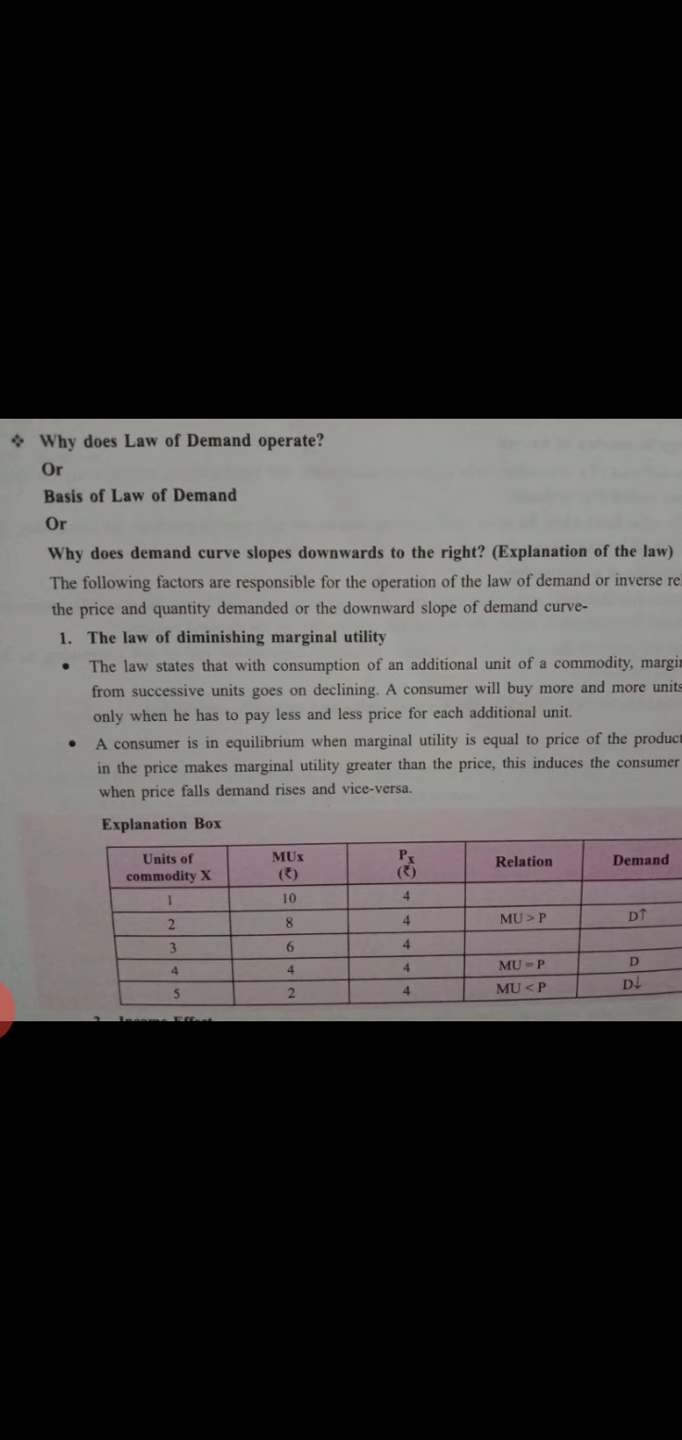 ❖ Why does Law of Demand operate?
Or
Basis of Law of Demand
Or
Why does demand curve slopes downwards to the right? (Explanation of the law)
The following factors are responsible for the operation of the law of demand or inverse re
the price and quantity demanded or the downward slope of demand curve-
1. The law of diminishing marginal utility
• The law states that with consumption of an additional unit of a commodity, margin
from successive units goes on declining. A consumer will buy more and more units
only when he has to pay less and less price for each additional unit.
• A consumer is in equilibrium when marginal utility is equal to price of the product
in the price makes marginal utility greater than the price, this induces the consumer
when price falls demand rises and vice-versa.
Explanation Box
Units of commodity X MUx (₹) Px (₹) Relation Demand
1 10 4
2 8 4 MU > P D↑
3 6 4
4 4 4 MU = P D
5 2 4 MU < P D↓
2. Income Effect